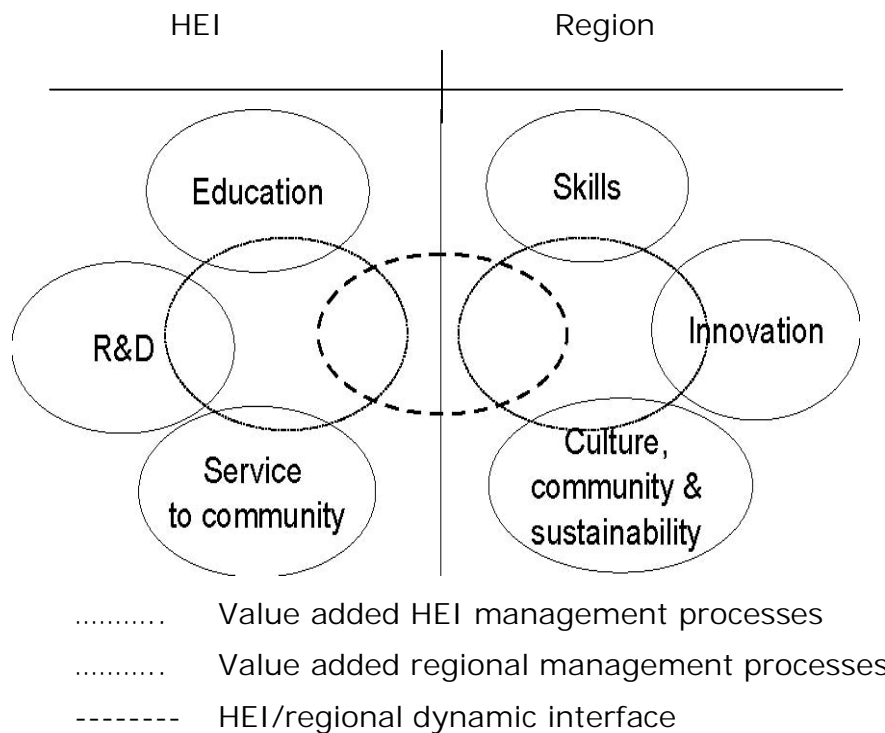 HEI
Region
Education
Skills
R&D
Innovation
Service
to community
Culture,
community &
sustainability
........... Value added HEI management processes
........... Value added regional management processes
-------- HEI/regional dynamic interface